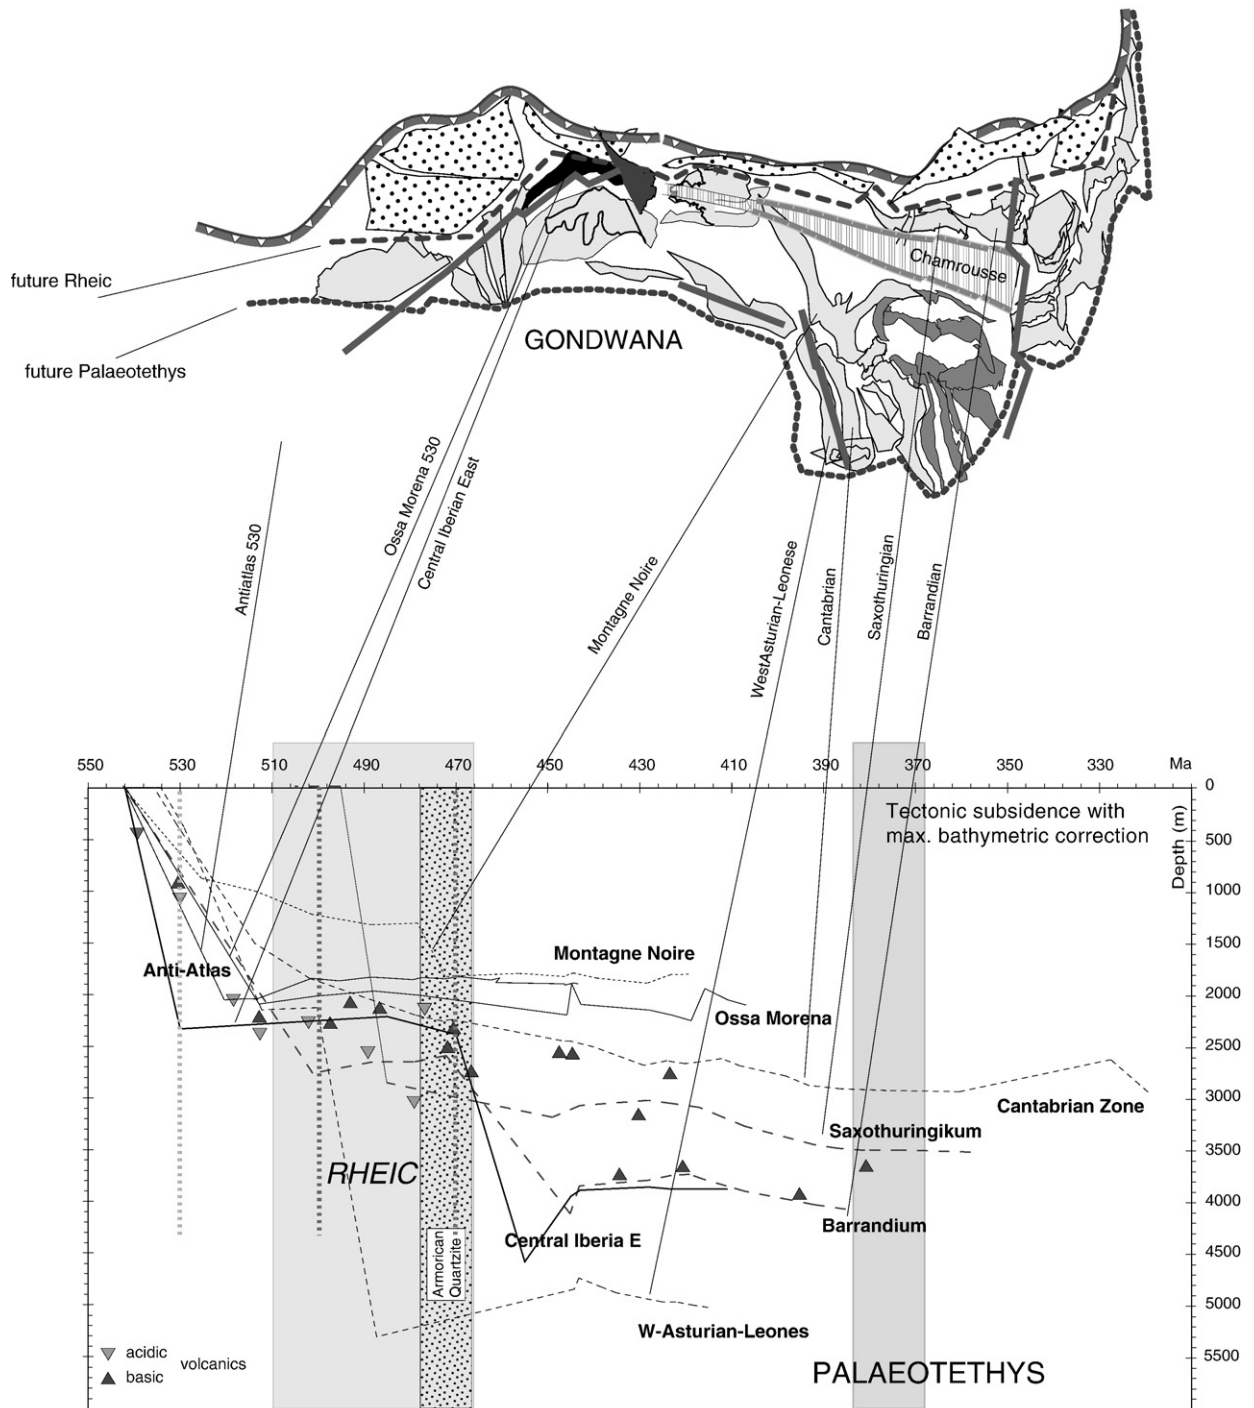 future Rheic
Chamrousse
GONDWANA
future Palaeotethys
Antiatlas 530
Ossa Morena 530
Central Iberian East
Montagne Noire
WestAsturian-Leonese
Cantabrian
Saxothuringian
Barrandian
550 530 510 490 470 450 430 410 390 370 350 330 Ma
0
Tectonic subsidence with
max. bathymetric correction
Depth (m)
500
1000
1500
Montagne Noire
Anti-Atlas
2000
Ossa Morena
2500
3000
Cantabrian Zone
Saxothuringikum
RHEIC
3500
4000
Barrandium
Central Iberia E
Armorican
Quartzite
4500
5000
W-Asturian-Leones
acidic
volcanics
basic
5500
PALAEOTETHYS